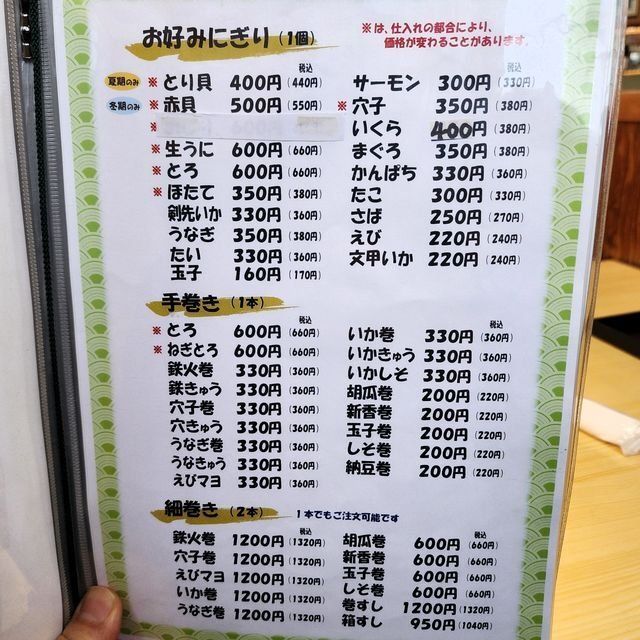 お好みにぎり（1個）
※は、仕入れの都合により、
価格が変わることがあります。
税込
夏期のみ ※とり貝 400円（440円）
冬期のみ ※赤貝 500円（550円）
※
※生うに 600円（660円）
※とろ 600円（660円）
※ほたて 350円（380円）
剣先いか 330円（360円）
うなぎ 350円（380円）
たい 330円（360円）
玉子 160円（170円）
税込
サーモン 300円（330円）
※穴子 350円（380円）
いくら 400円（380円）
まぐろ 350円（380円）
かんぱち 330円（360円）
たこ 300円（330円）
さば 250円（270円）
えび 220円（240円）
文甲いか 220円（240円）
手巻き（1本）
税込
※とろ 600円（660円）
※ねぎとろ 600円（660円）
鉄火巻 330円（360円）
鉄きゅう 330円（360円）
穴子巻 330円（360円）
穴きゅう 330円（360円）
うなぎ巻 330円（360円）
うなきゅう 330円（360円）
えびマヨ 330円（360円）
税込
いか巻 330円（360円）
いかきゅう 330円（360円）
いかしそ 330円（360円）
胡瓜巻 200円（220円）
新香巻 200円（220円）
玉子巻 200円（220円）
しそ巻 200円（220円）
納豆巻 200円（220円）
細巻き（2本） 1本でもご注文可能です
税込
鉄火巻 1200円（1320円）
穴子巻 1200円（1320円）
えびマヨ 1200円（1320円）
いか巻 1200円（1320円）
うなぎ巻 1200円（1320円）
税込
胡瓜巻 600円（660円）
新香巻 600円（660円）
玉子巻 600円（660円）
しそ巻 600円（660円）
巻すし 1200円（1320円）
箱すし 950円（1040円）